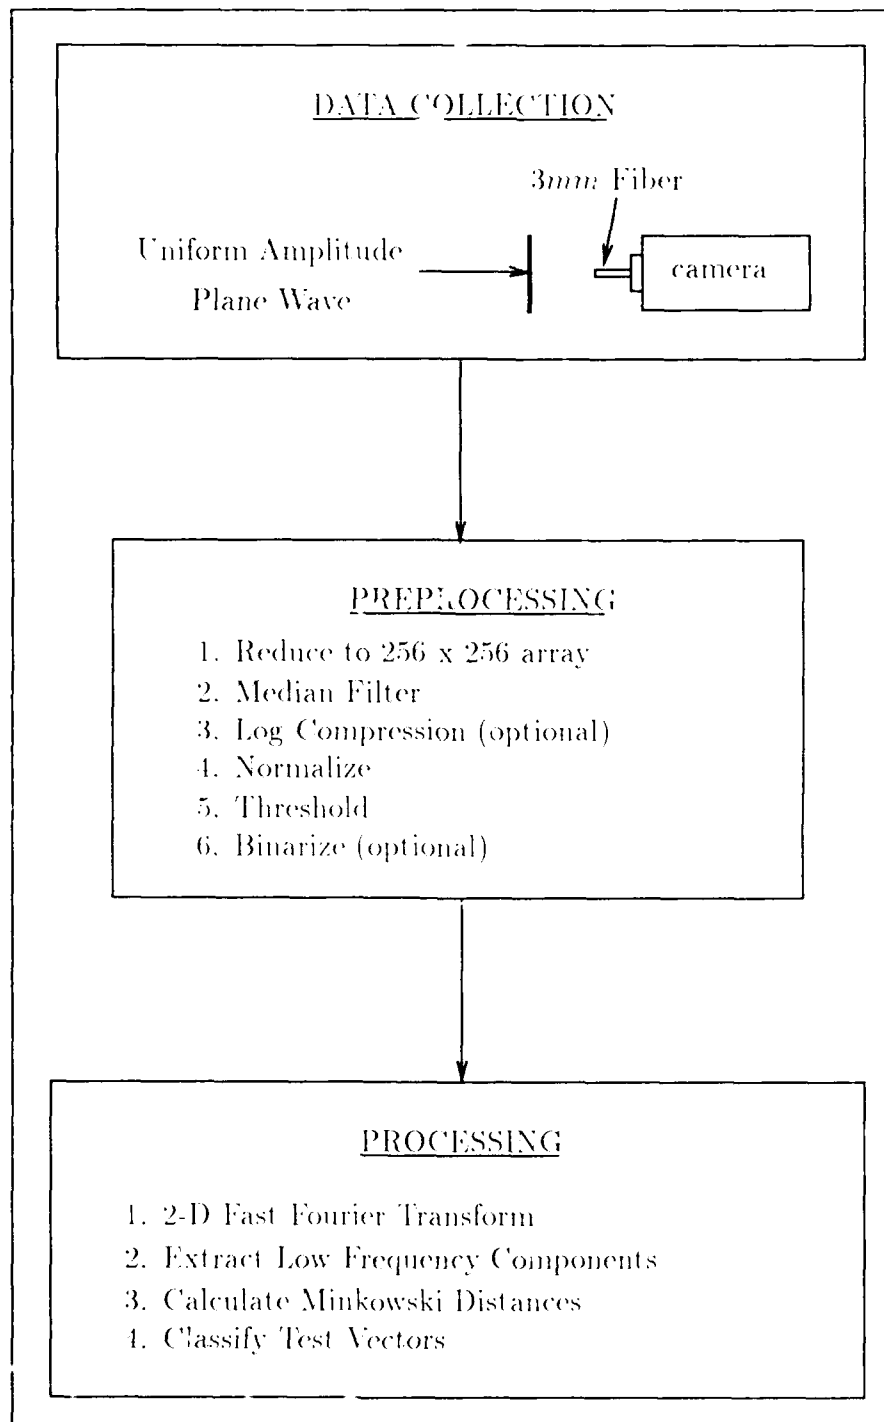 DATA COLLECTION
3mm Fiber
Uniform Amplitude
Plane Wave
camera
PREPROCESSING
1. Reduce to 256 x 256 array
2. Median Filter
3. Log Compression (optional)
4. Normalize
5. Threshold
6. Binarize (optional)
PROCESSING
1. 2-D Fast Fourier Transform
2. Extract Low Frequency Components
3. Calculate Minkowski Distances
4. Classify Test Vectors